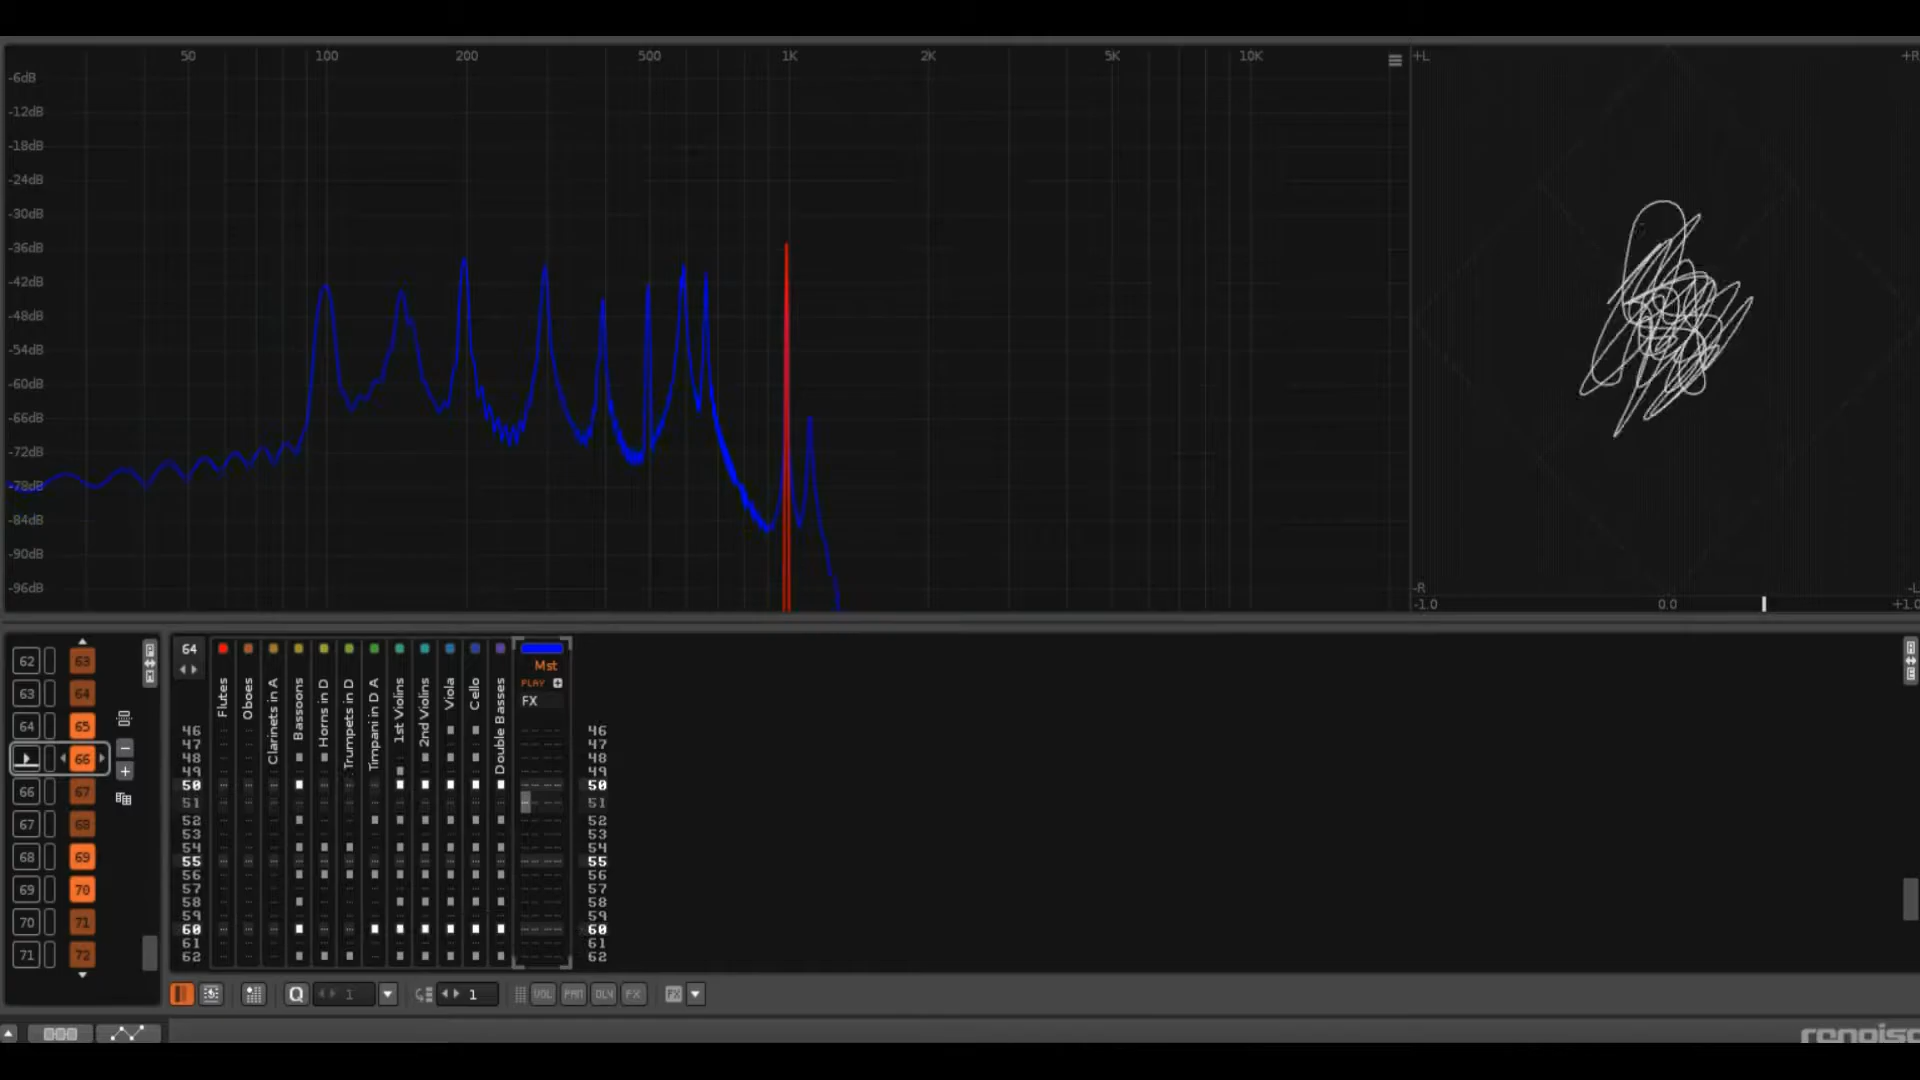 50 100 200 500 1K 2K 5K 10K +L +R
-6dB
-12dB
-18dB
-24dB
-30dB
-36dB
-42dB
-48dB
-54dB
-60dB
-66dB
-72dB
-78dB
-84dB
-90dB
-96dB
-R -L
-1.0 0.0 +1.0
62 63
63 64
64 65
66
66 67
67 68
68 69
69 70
70 71
71 72
64
Flutes
Oboes
Clarinets in A
Bassoons
Horns in D
Trumpets in D
Timpani in D A
1st Violins
2nd Violins
Viola
Cello
Double Basses
Mst
PLAY
FX
46 46
47 47
48 48
49 49
50 50
51 51
52 52
53 53
54 54
55 55
56 56
57 57
58 58
59 59
60 60
61 61
62 62
Q 1 1 VOL PAN DLY FX FX